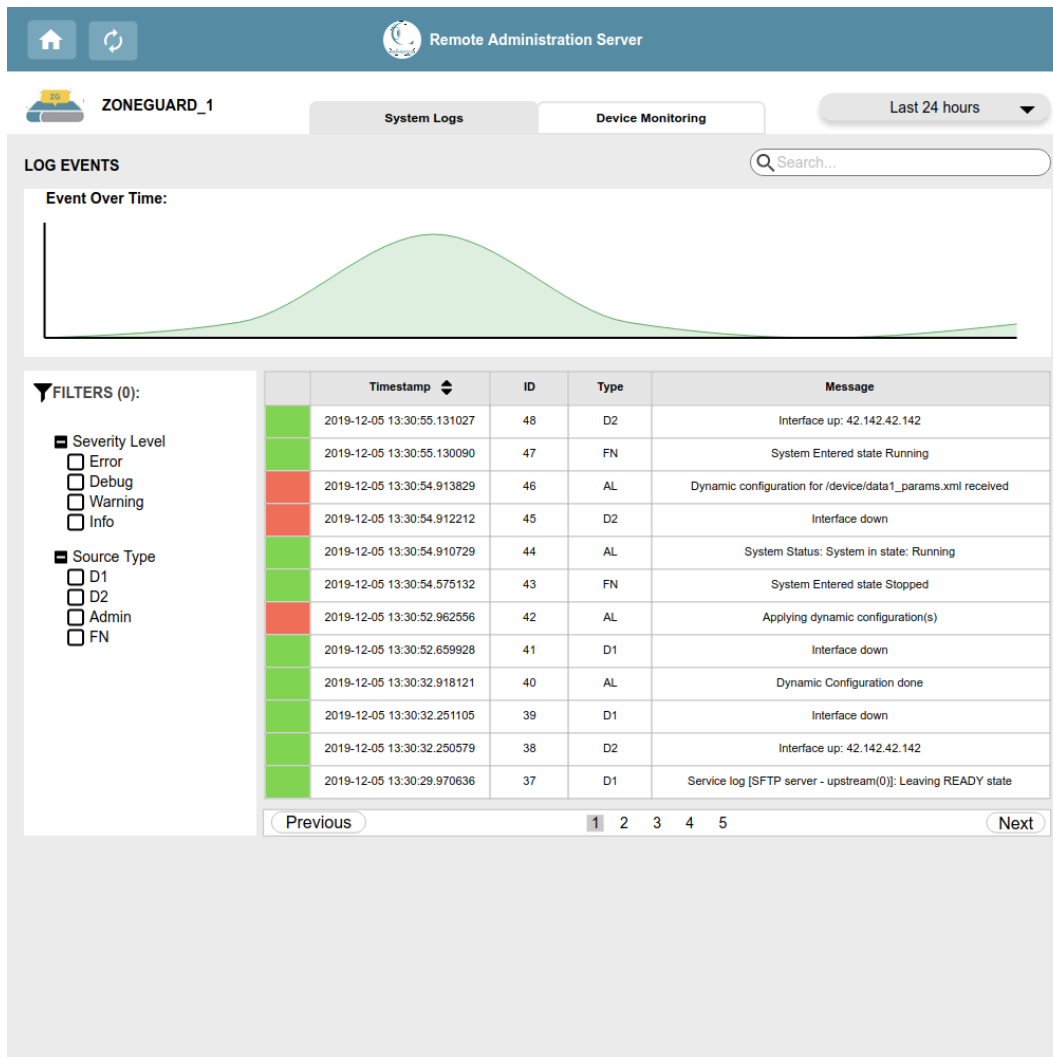 Remote Administration Server
ZG
ZONEGUARD_1
System Logs
Device Monitoring
Last 24 hours
LOG EVENTS
Search...
Event Over Time:
FILTERS (0):
Severity Level
Error
Debug
Warning
Info
Source Type
D1
D2
Admin
FN
Timestamp ID Type Message
2019-12-05 13:30:55.131027 48 D2 Interface up: 42.142.42.142
2019-12-05 13:30:55.130090 47 FN System Entered state Running
2019-12-05 13:30:54.913829 46 AL Dynamic configuration for /device/data1_params.xml received
2019-12-05 13:30:54.912212 45 D2 Interface down
2019-12-05 13:30:54.910729 44 AL System Status: System in state: Running
2019-12-05 13:30:54.575132 43 FN System Entered state Stopped
2019-12-05 13:30:52.962556 42 AL Applying dynamic configuration(s)
2019-12-05 13:30:52.659928 41 D1 Interface down
2019-12-05 13:30:32.918121 40 AL Dynamic Configuration done
2019-12-05 13:30:32.251105 39 D1 Interface down
2019-12-05 13:30:32.250579 38 D2 Interface up: 42.142.42.142
2019-12-05 13:30:29.970636 37 D1 Service log [SFTP server - upstream(0)]: Leaving READY state
Previous 1 2 3 4 5 Next